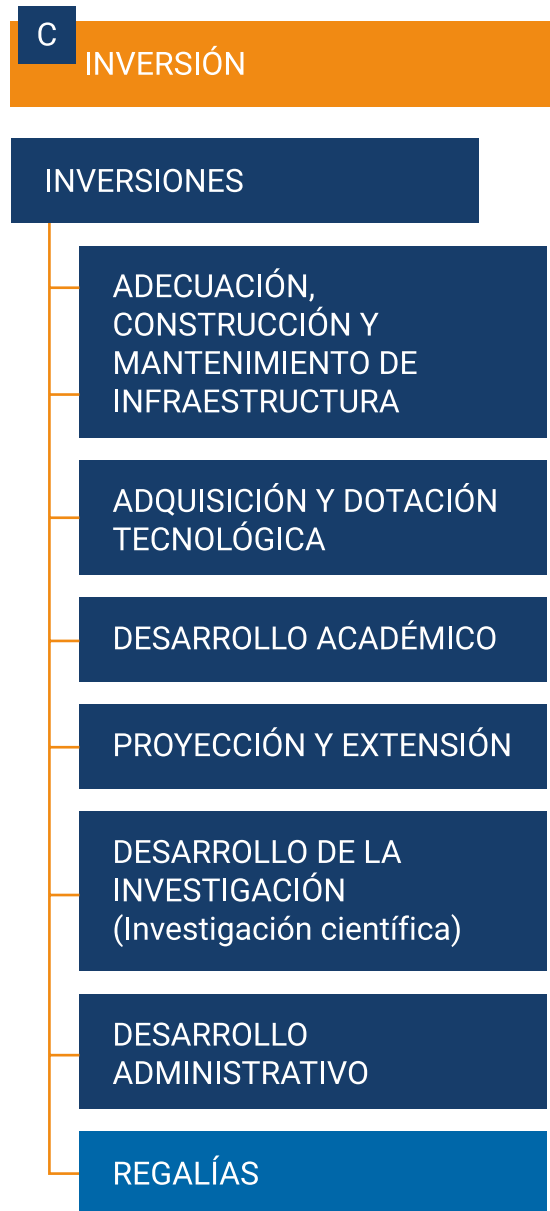 C
INVERSIÓN
INVERSIONES
ADECUACIÓN,
CONSTRUCCIÓN Y
MANTENIMIENTO DE
INFRAESTRUCTURA
ADQUISICIÓN Y DOTACIÓN
TECNOLÓGICA
DESARROLLO ACADÉMICO
PROYECCIÓN Y EXTENSIÓN
DESARROLLO DE LA
INVESTIGACIÓN
(Investigación científica)
DESARROLLO
ADMINISTRATIVO
REGALÍAS